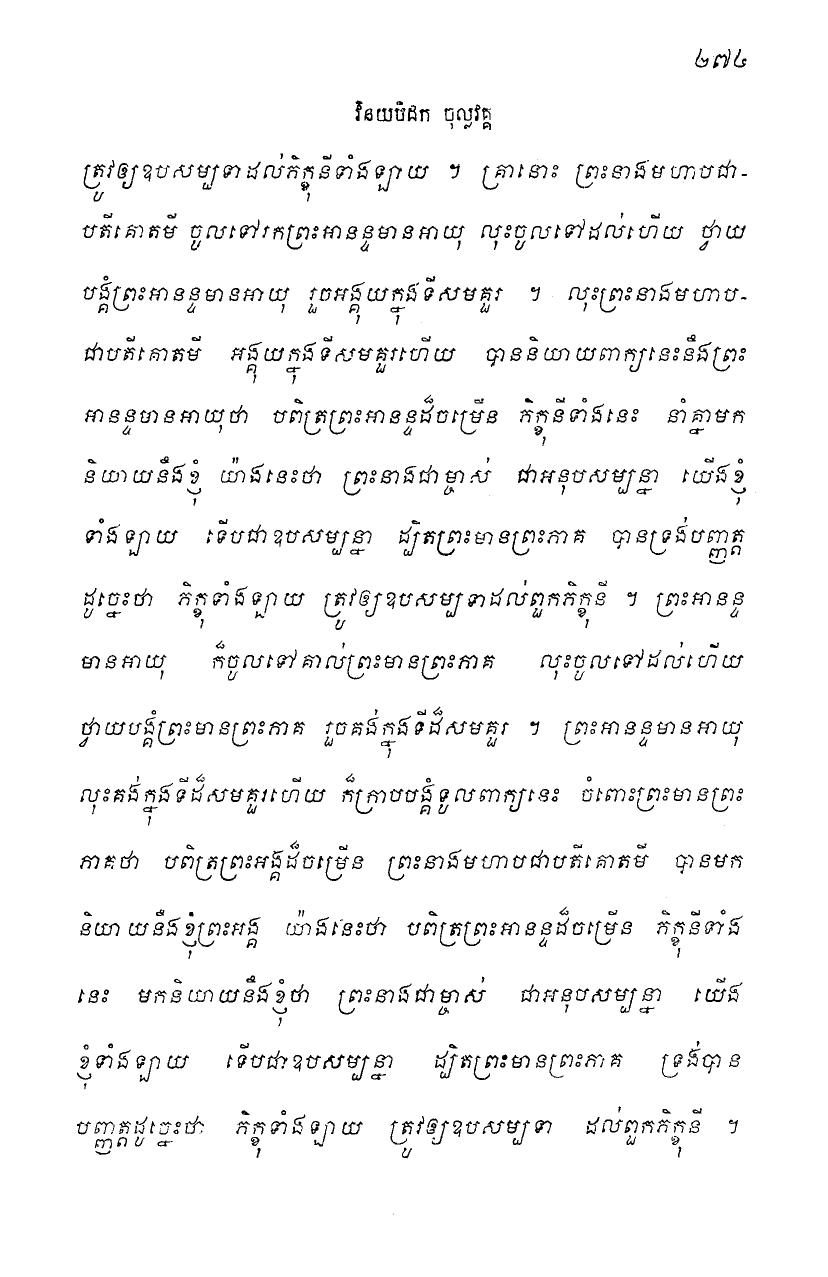 ២៧៤
វិនយបិដក ចុល្លវគ្គ
ត្រូវឲ្យឧបសម្បទាដល់ភិក្ខុនីទាំងឡាយ ។ គ្រានោះ ព្រះនាងមហាបជា-
បតីគោតមី ចូលទៅរកព្រះអានន្ទមានអាយុ លុះចូលទៅដល់ហើយ ថ្វាយ
បង្គំព្រះអានន្ទមានអាយុ រួចអង្គុយក្នុងទីសមគួរ ។ លុះព្រះនាងមហាប-
ជាបតីគោតមី អង្គុយក្នុងទីសមគួរហើយ បាននិយាយពាក្យនេះនឹងព្រះ
អានន្ទមានអាយុថា បពិត្រព្រះអានន្ទដ៏ចម្រើន ភិក្ខុនីទាំងនេះ នាំគ្នាមក
និយាយនឹងខ្ញុំ យ៉ាងនេះថា ព្រះនាងជាម្ចាស់ ជាអនុបសម្បន្នា យើងខ្ញុំ
ទាំងឡាយ ទើបជាឧបសម្បន្នា ដ្បិតព្រះមានព្រះភាគ បានទ្រង់បញ្ញត្ត
ដូច្នេះថា ភិក្ខុទាំងឡាយ ត្រូវឲ្យឧបសម្បទាដល់ពួកភិក្ខុនី ។ ព្រះអានន្ទ
មានអាយុ ក៏ចូលទៅគាល់ព្រះមានព្រះភាគ លុះចូលទៅដល់ហើយ
ថ្វាយបង្គំព្រះមានព្រះភាគ រួចគង់ក្នុងទីដ៏សមគួរ ។ ព្រះអានន្ទមានអាយុ
លុះគង់ក្នុងទីដ៏សមគួរហើយ ក៏ក្រាបបង្គំទូលពាក្យនេះ ចំពោះព្រះមានព្រះ
ភាគថា បពិត្រព្រះអង្គដ៏ចម្រើន ព្រះនាងមហាបជាបតីគោតមី បានមក
និយាយនឹងខ្ញុំព្រះអង្គ យ៉ាងនេះថា បពិត្រព្រះអានន្ទដ៏ចម្រើន ភិក្ខុនីទាំង
នេះ មកនិយាយនឹងខ្ញុំថា ព្រះនាងជាម្ចាស់ ជាអនុបសម្បន្នា យើង
ខ្ញុំទាំងឡាយ ទើបជាឧបសម្បន្នា ដ្បិតព្រះមានព្រះភាគ ទ្រង់បាន
បញ្ញត្តដូច្នេះថា ភិក្ខុទាំងឡាយ ត្រូវឲ្យឧបសម្បទា ដល់ពួកភិក្ខុនី ។